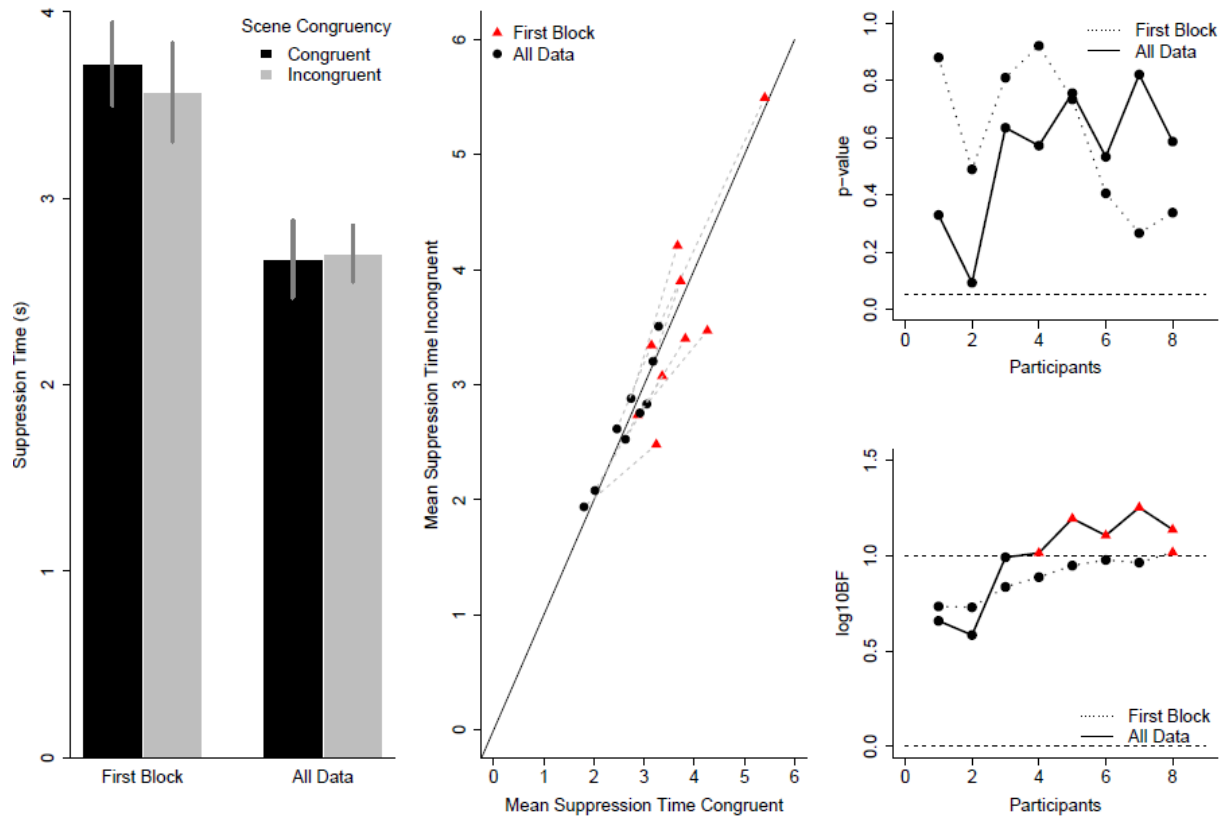 Suppression Time (s)
4
3
2
1
0
Scene Congruency
Congruent
Incongruent
First Block
All Data
Mean Suppression Time Incongruent
6
5
4
3
2
1
0
First Block
All Data
0 1 2 3 4 5 6
Mean Suppression Time Congruent
p−value
1.0
0.8
0.6
0.4
0.2
0.0
First Block
All Data
0 2 4 6 8
Participants
log10BF
1.5
1.0
0.5
0.0
First Block
All Data
0 2 4 6 8
Participants